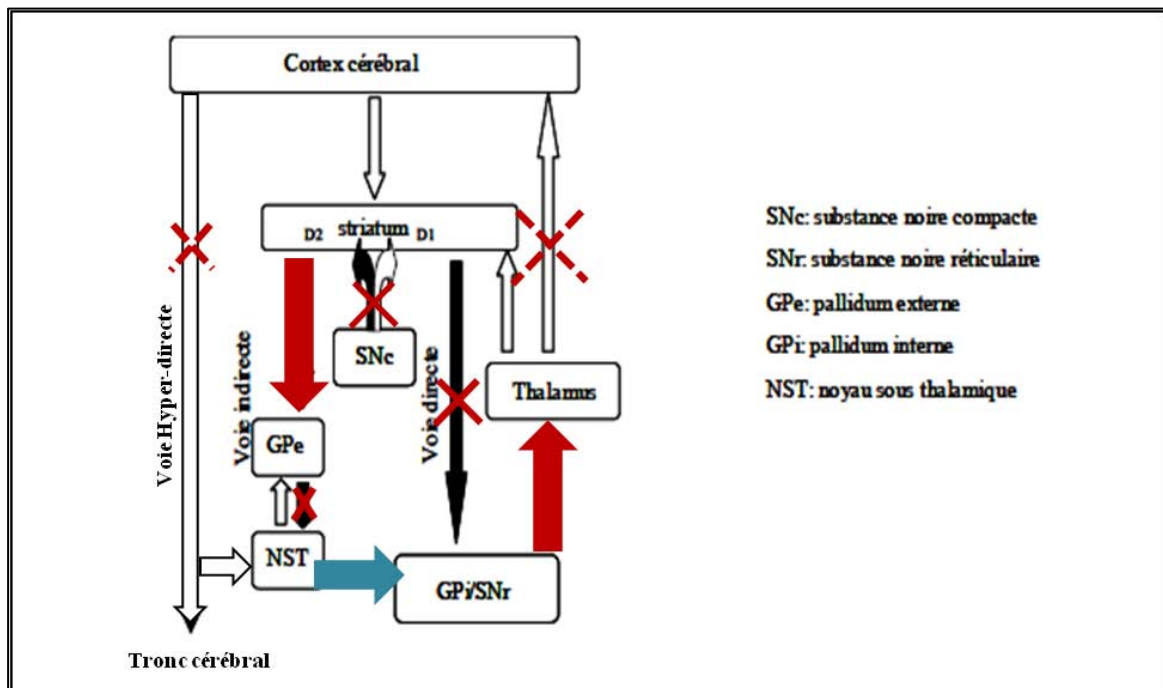 Cortex cérébral
D2 striatum D1
SNc
Thalamus
GPe
NST
GPi/SNr
Voie Hyper-directe
Voie indirecte
Voie directe
Tronc cérébral
SNc: substance noire compacte
SNr: substance noire réticulaire
GPe: pallidum externe
GPi: pallidum interne
NST: noyau sous thalamique